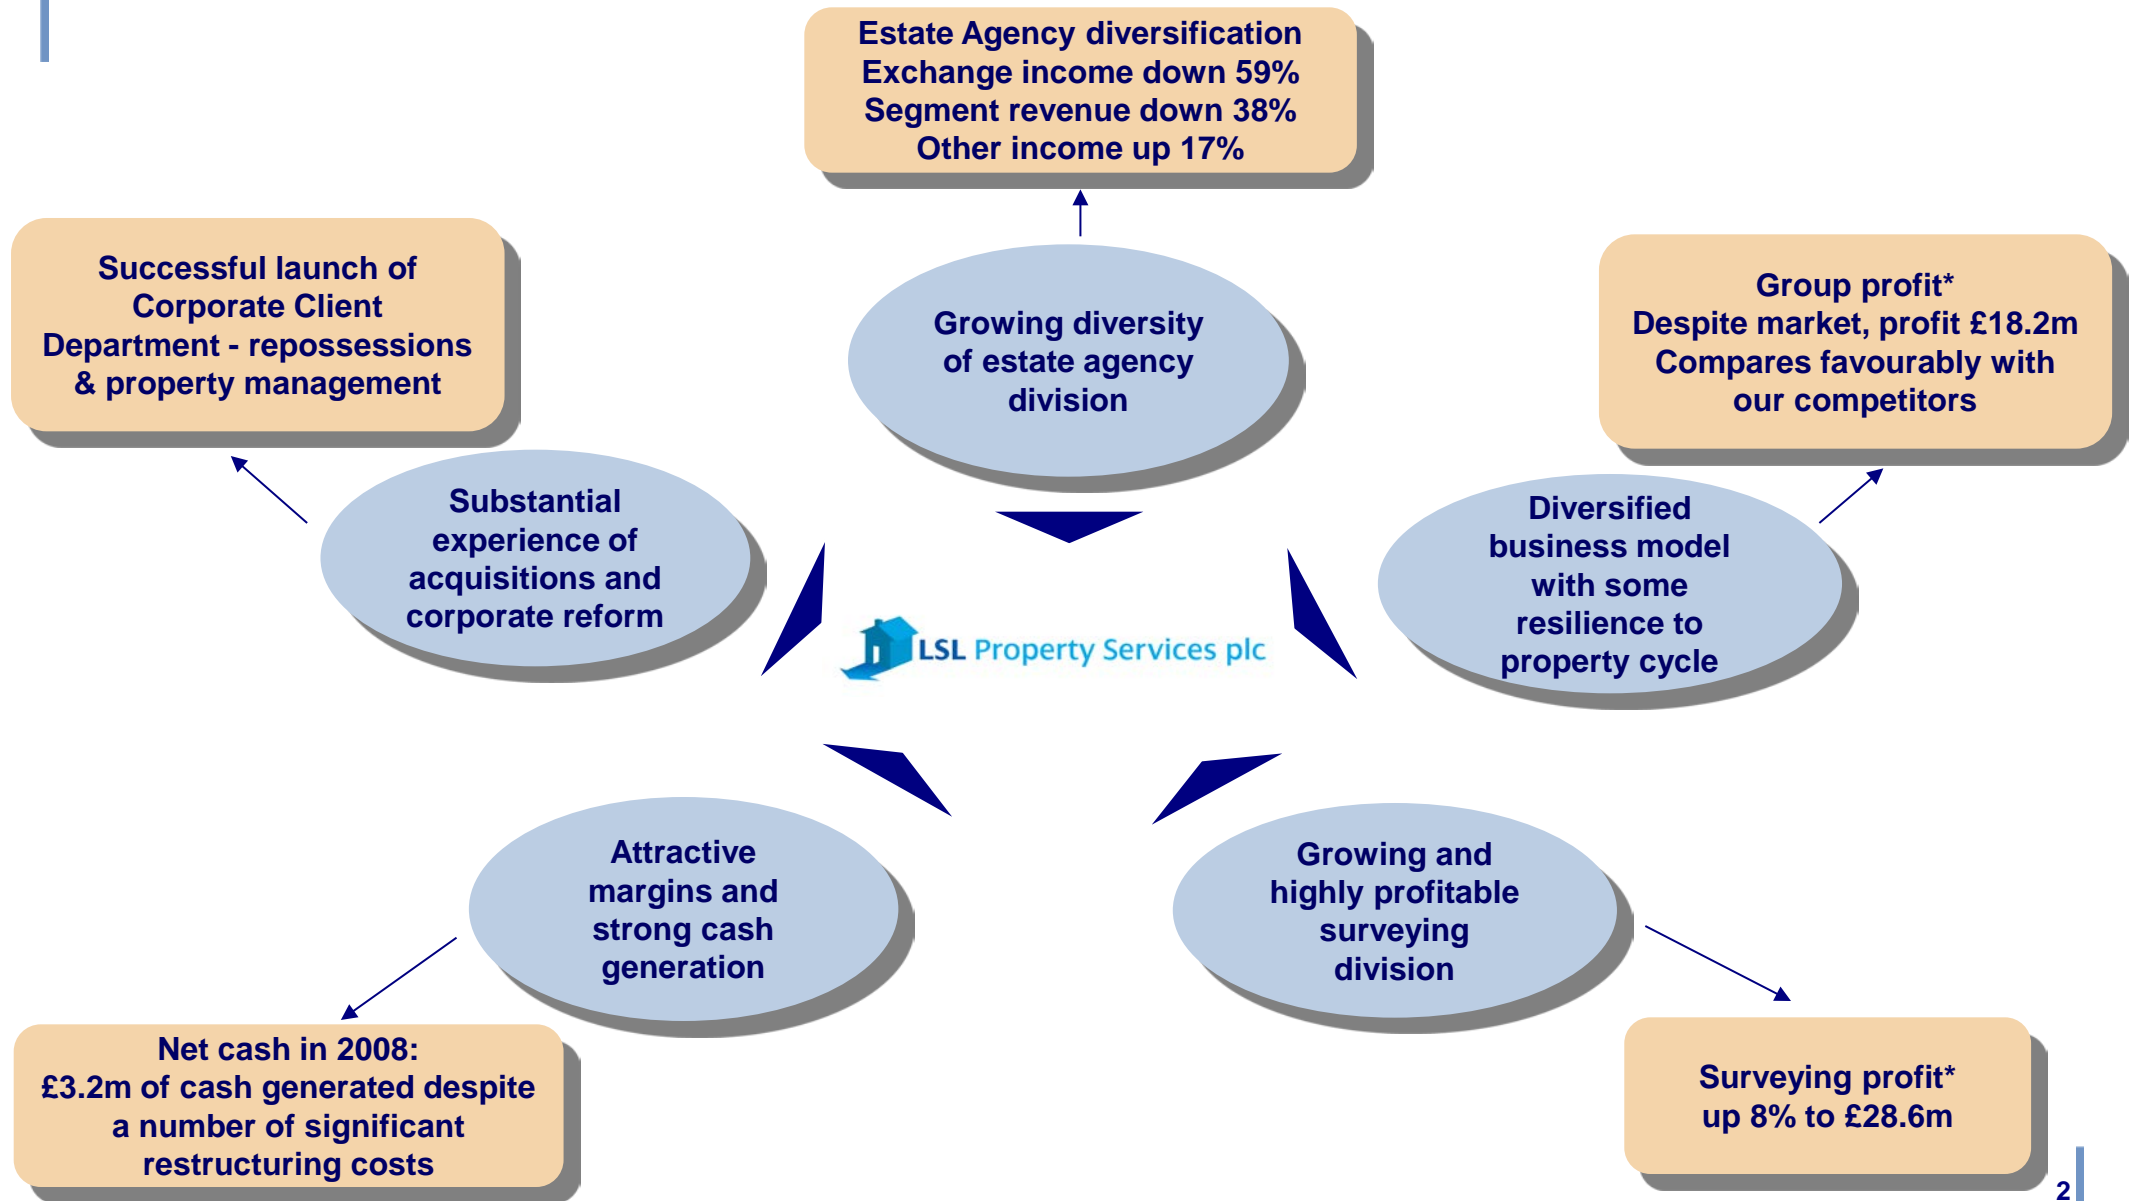 Estate Agency diversification
Exchange income down 59%
Segment revenue down 38%
Other income up 17%
Successful launch of
Corporate Client
Department - repossessions
& property management
Growing diversity
of estate agency
division
Group profit*
Despite market, profit £18.2m
Compares favourably with
our competitors
Substantial
experience of
acquisitions and
corporate reform
Diversified
business model
with some
resilience to
property cycle
LSL Property Services plc
Attractive
margins and
strong cash
generation
Growing and
highly profitable
surveying
division
Net cash in 2008:
£3.2m of cash generated despite
a number of significant
restructuring costs
Surveying profit*
up 8% to £28.6m
2